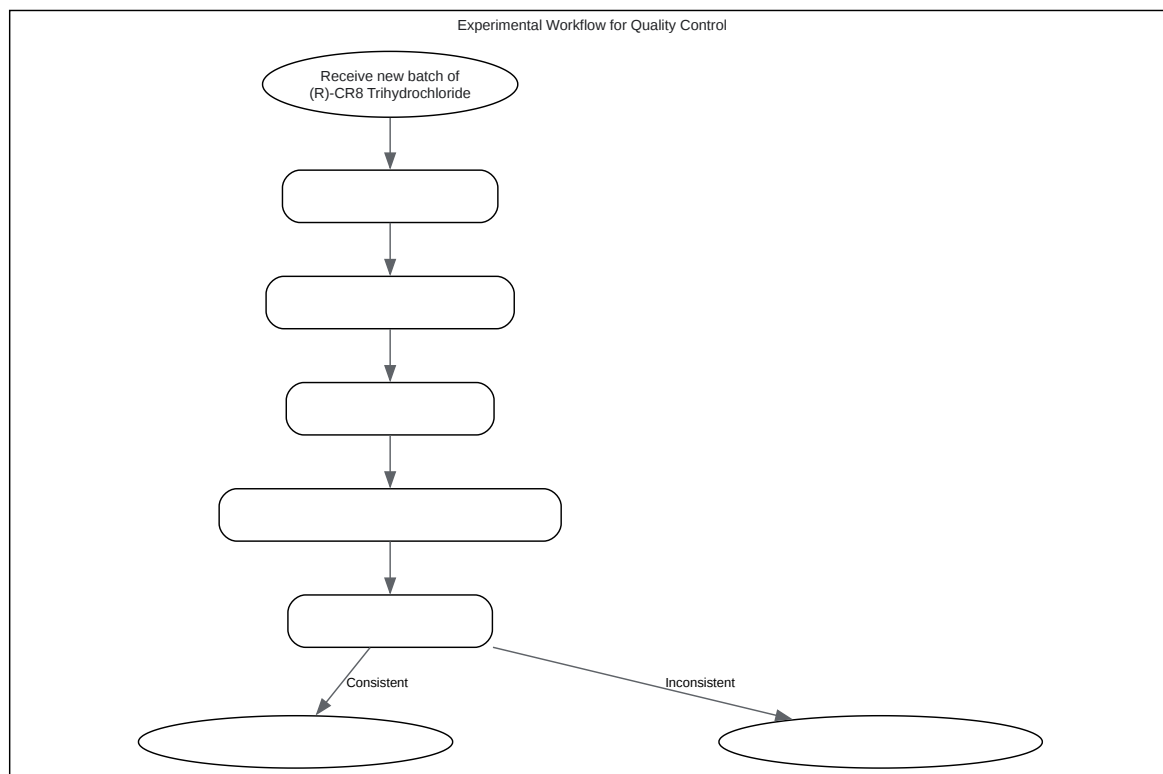 Experimental Workflow for Quality Control
Receive new batch of
(R)-CR8 Trihydrochloride
Consistent
Inconsistent